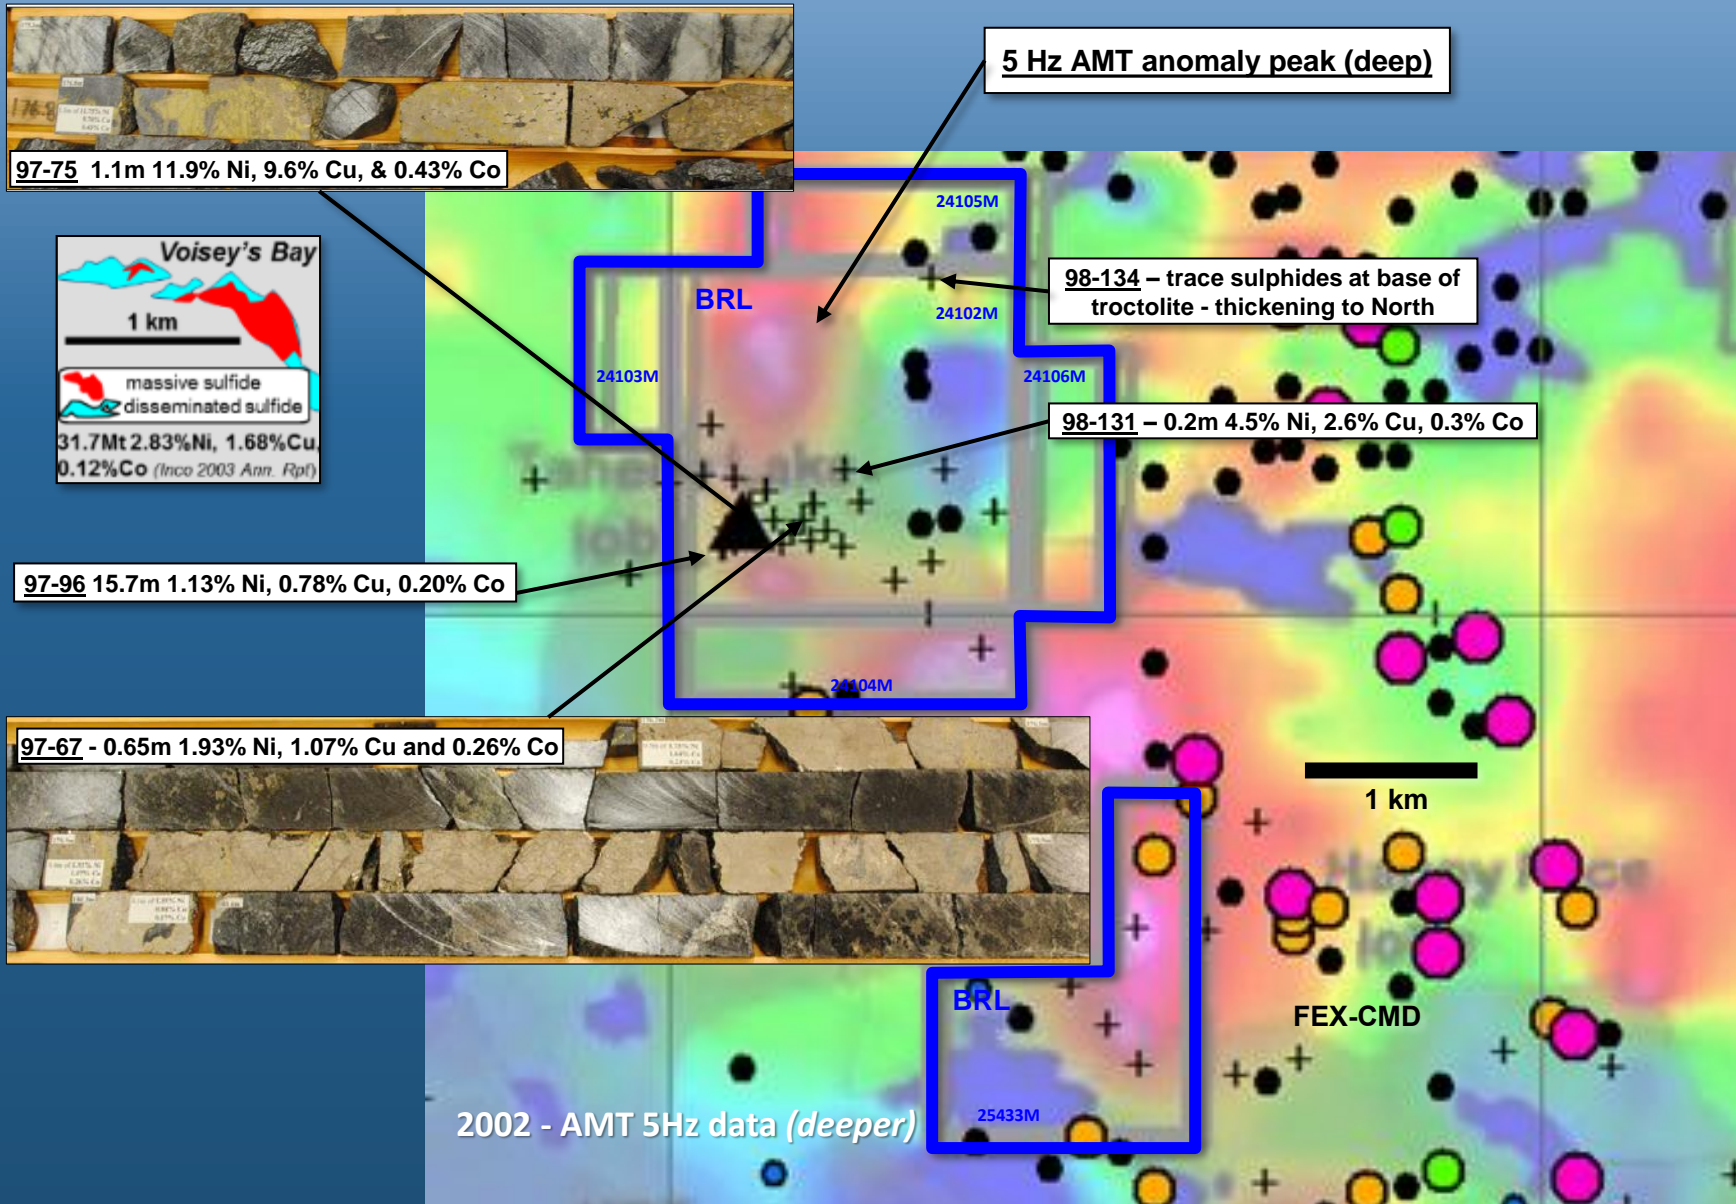 97-75 1.1m 11.9% Ni, 9.6% Cu, & 0.43% Co
5 Hz AMT anomaly peak (deep)
Voisey's Bay
1 km
massive sulfide
disseminated sulfide
31.7Mt 2.83%Ni, 1.68%Cu,
0.12%Co (Inco 2003 Ann. Rpt)
24105M
BRL
98-134 – trace sulphides at base of
troctolite - thickening to North
24102M
24103M
24106M
98-131 – 0.2m 4.5% Ni, 2.6% Cu, 0.3% Co
97-96 15.7m 1.13% Ni, 0.78% Cu, 0.20% Co
24104M
97-67 - 0.65m 1.93% Ni, 1.07% Cu and 0.26% Co
1 km
BRL
FEX-CMD
2002 - AMT 5Hz data (deeper)
25433M